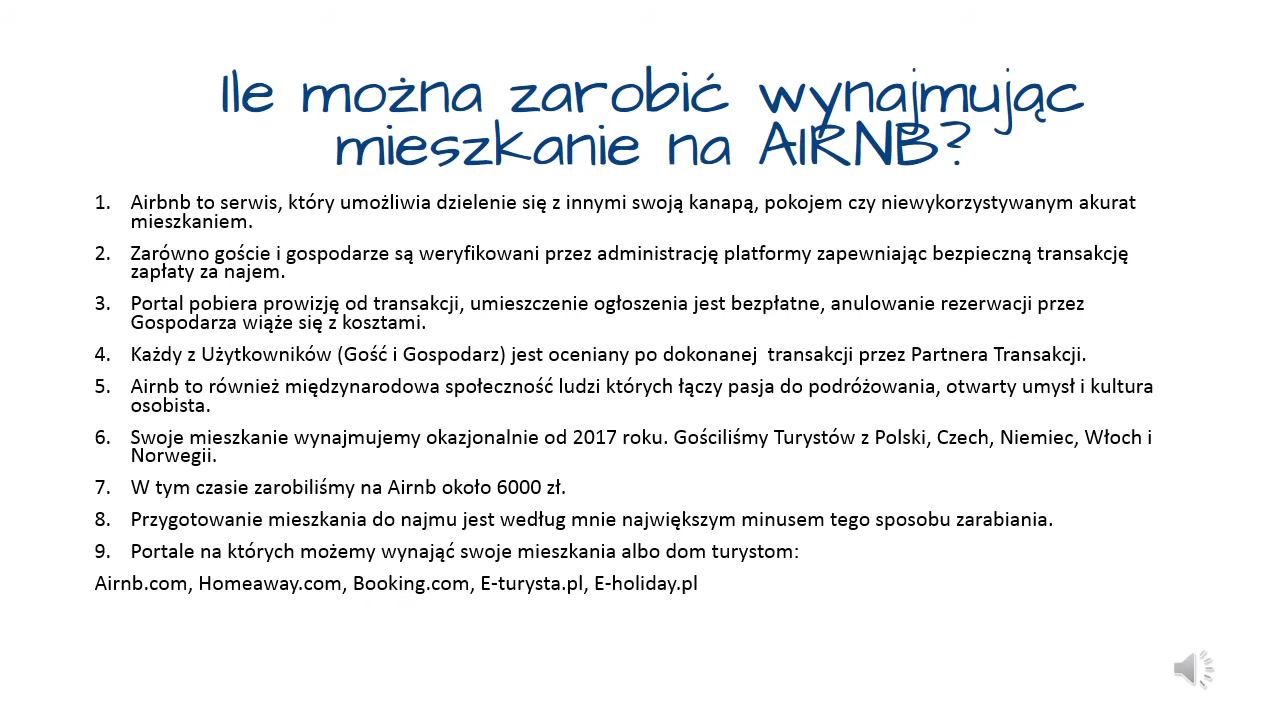 Ile można zarobić wynajmując
mieszkanie na AIRNB?
1. Airbnb to serwis, który umożliwia dzielenie się z innymi swoją kanapą, pokojem czy niewykorzystywanym akurat
mieszkaniem.
2. Zarówno goście i gospodarze są weryfikowani przez administrację platformy zapewniając bezpieczną transakcję
zapłaty za najem.
3. Portal pobiera prowizję od transakcji, umieszczenie ogłoszenia jest bezpłatne, anulowanie rezerwacji przez
Gospodarza wiąże się z kosztami.
4. Każdy z Użytkowników (Gość i Gospodarz) jest oceniany po dokonanej  transakcji przez Partnera Transakcji.
5. Airnb to również międzynarodowa społeczność ludzi których łączy pasja do podróżowania, otwarty umysł i kultura
osobista.
6. Swoje mieszkanie wynajmujemy okazjonalnie od 2017 roku. Gościliśmy Turystów z Polski, Czech, Niemiec, Włoch i
Norwegii.
7. W tym czasie zarobiliśmy na Airnb około 6000 zł.
8. Przygotowanie mieszkania do najmu jest według mnie największym minusem tego sposobu zarabiania.
9. Portale na których możemy wynająć swoje mieszkania albo dom turystom:
Airnb.com, Homeaway.com, Booking.com, E-turysta.pl, E-holiday.pl